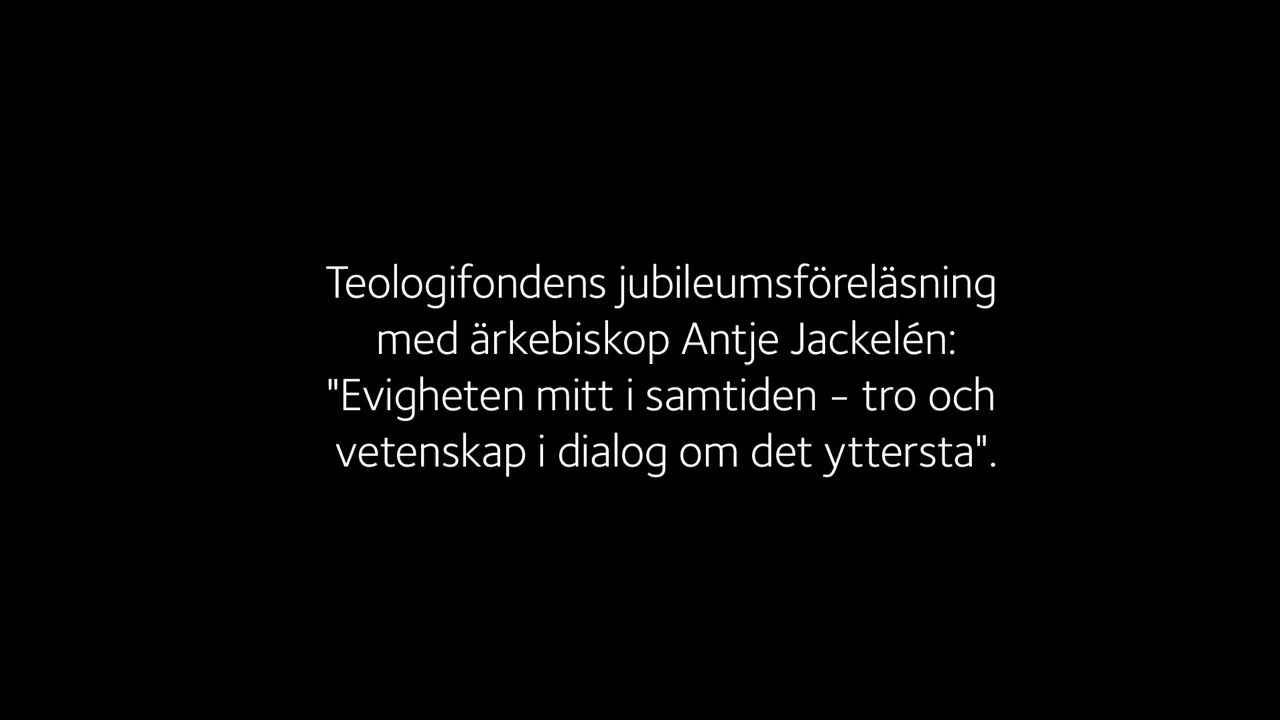 Teologifondens jubileumsföreläsning
med ärkebiskop Antje Jackelén:
"Evigheten mitt i samtiden – tro och
vetenskap i dialog om det yttersta".